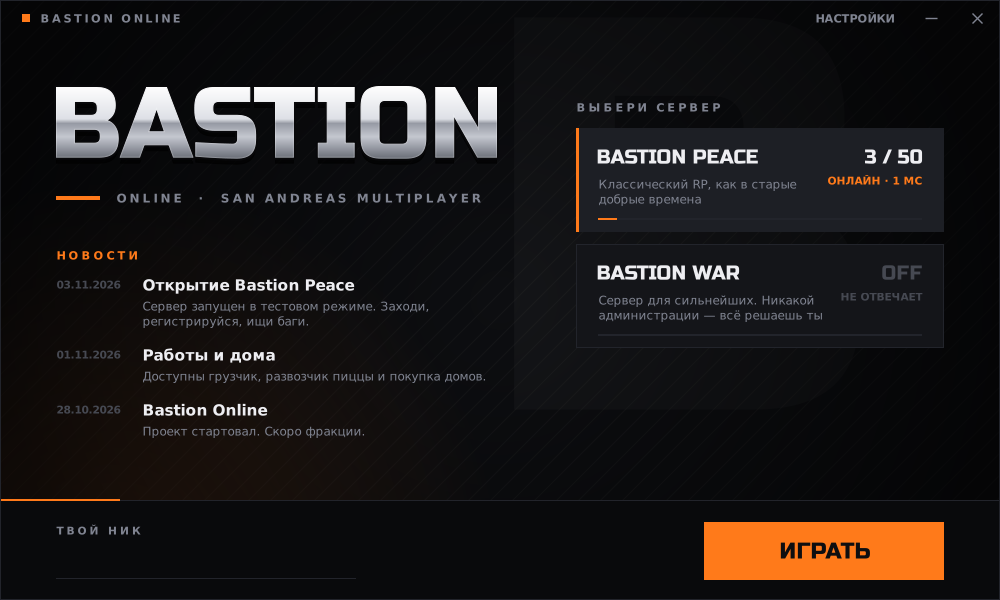 BASTION ONLINE
НАСТРОЙКИ
BASTION
ONLINE · SAN ANDREAS MULTIPLAYER
НОВОСТИ
03.11.2026
Открытие Bastion Peace
Сервер запущен в тестовом режиме. Заходи,
регистрируйся, ищи баги.
01.11.2026
Работы и дома
Доступны грузчик, развозчик пиццы и покупка домов.
28.10.2026
Bastion Online
Проект стартовал. Скоро фракции.
ВЫБЕРИ СЕРВЕР
BASTION PEACE
3 / 50
Классический RP, как в старые
добрые времена
ОНЛАЙН · 1 МС
BASTION WAR
OFF
Сервер для сильнейших. Никакой
администрации — всё решаешь ты
НЕ ОТВЕЧАЕТ
ТВОЙ НИК
ИГРАТЬ